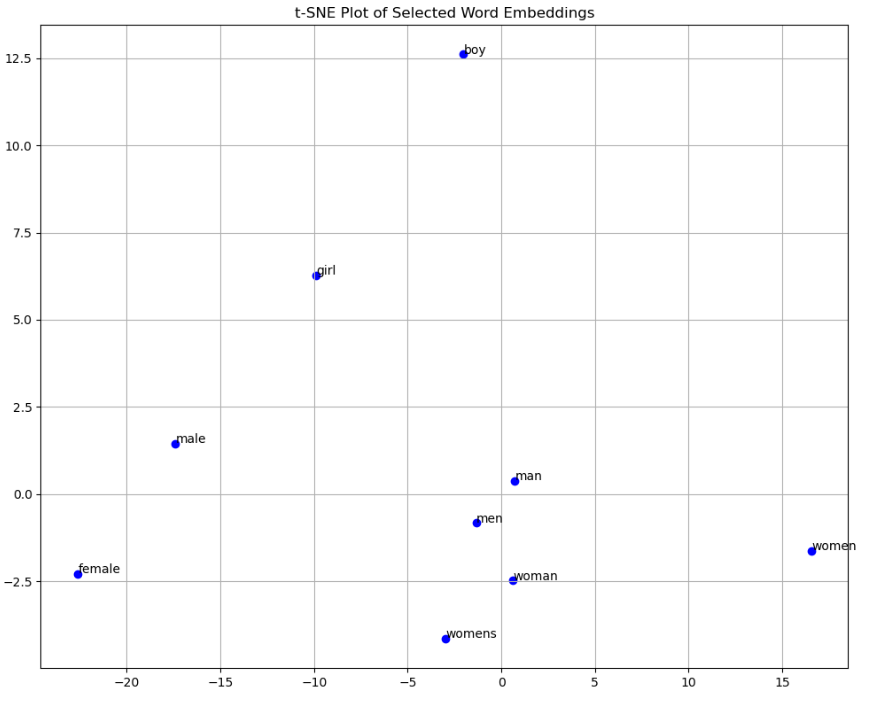 t-SNE Plot of Selected Word Embeddings
12.5
boy
10.0
7.5
girl
5.0
2.5
male
man
0.0
men
women
female
−2.5
woman
womens
−20
−15
−10
−5
0
5
10
15